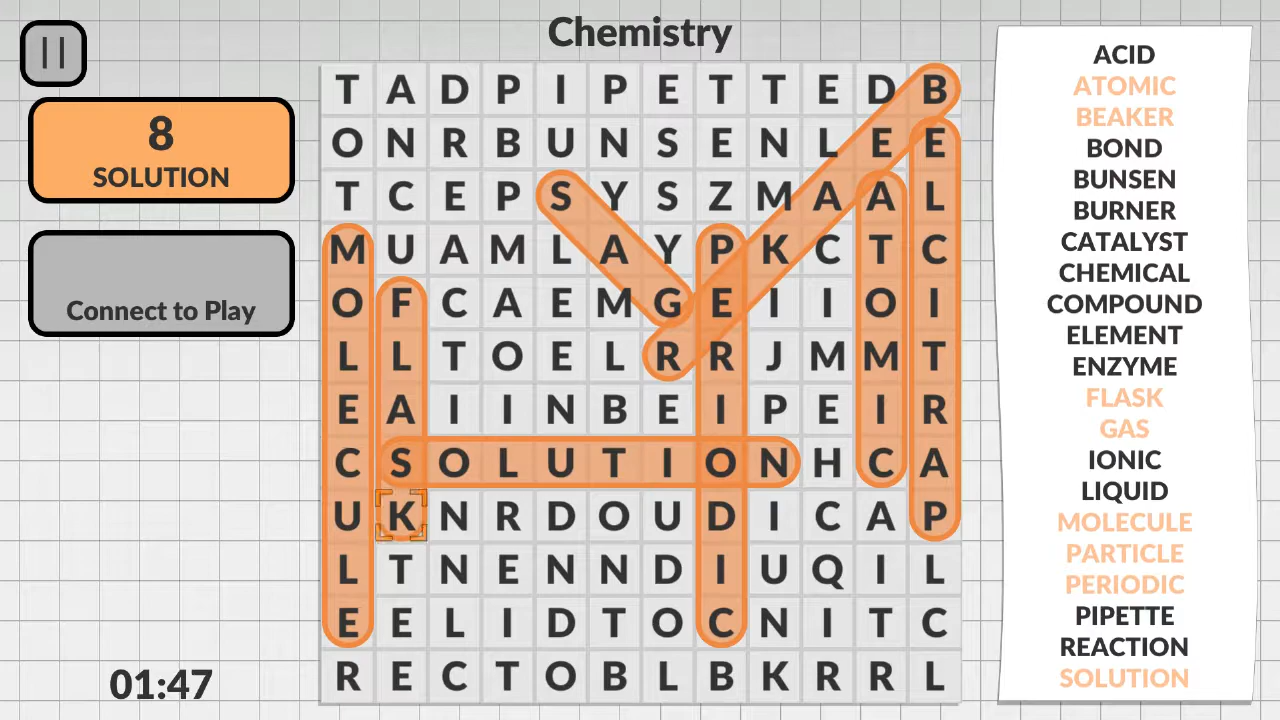 Chemistry
8
SOLUTION
Connect to Play
01:47
T A D P I P E T T E D B
O N R B U N S E N L E E
T C E P S Y S Z M A A L
M U A M L A Y P K C T C
O F C A E M G E I I O I
L L T O E L R R J M M T
E A I I N B E I P E I R
C S O L U T I O N H C A
U K N R D O U D I C A P
L T N E N N D I U Q I L
E E L I D T O C N I T C
R E C T O B L B K R R L
ACID
ATOMIC
BEAKER
BOND
BUNSEN
BURNER
CATALYST
CHEMICAL
COMPOUND
ELEMENT
ENZYME
FLASK
GAS
IONIC
LIQUID
MOLECULE
PARTICLE
PERIODIC
PIPETTE
REACTION
SOLUTION